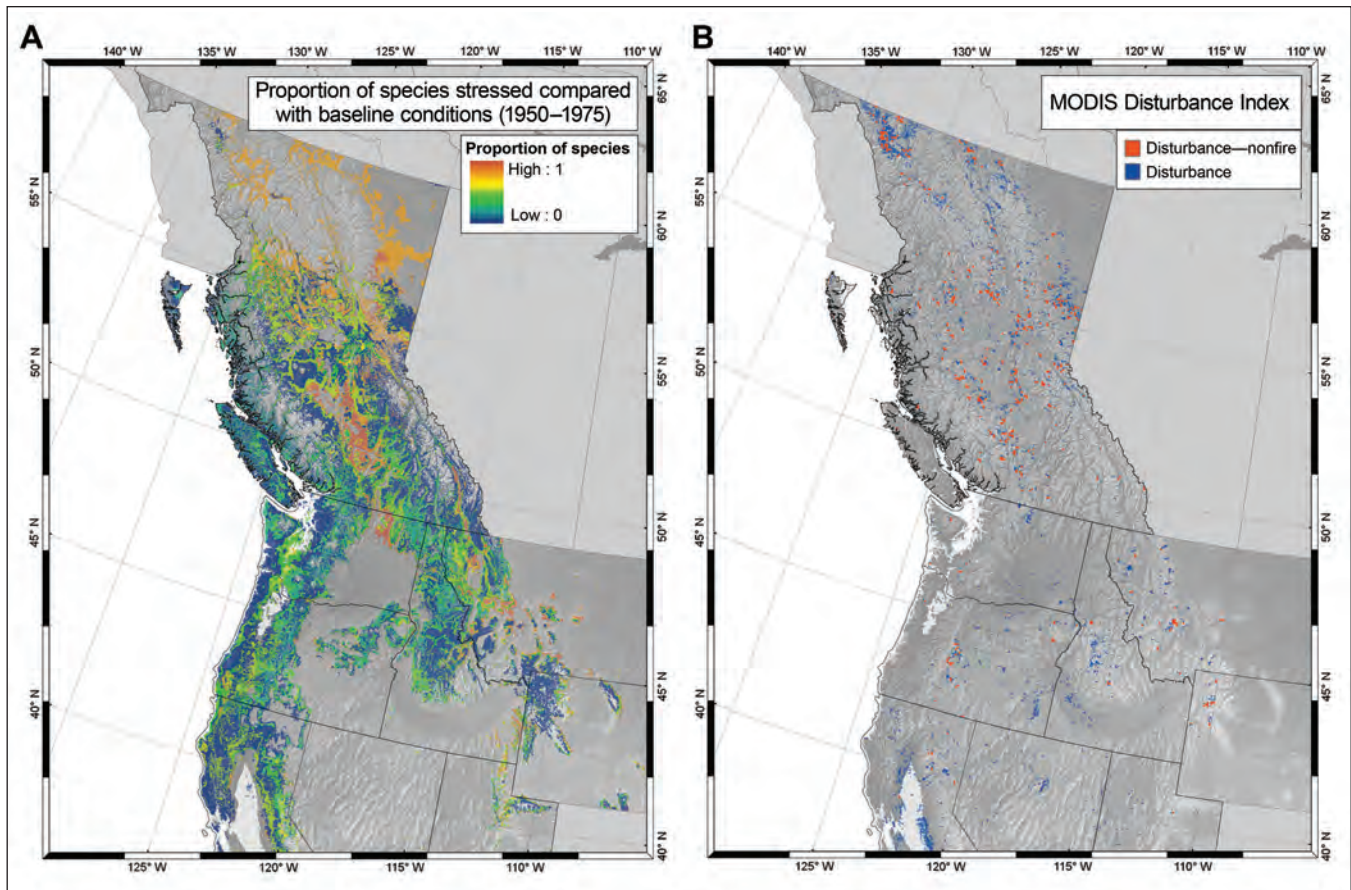 A
140° W
135° W
130° W
125° W
120° W
115° W
110° W
Proportion of species stressed compared
with baseline conditions (1950–1975)
Proportion of species
High : 1
Low : 0
65° N
60° N
55° N
50° N
45° N
40° N
55° N
50° N
45° N
40° N
125° W
120° W
115° W
110° W
B
140° W
135° W
130° W
125° W
120° W
115° W
110° W
MODIS Disturbance Index
Disturbance—nonfire
Disturbance
65° N
60° N
55° N
50° N
45° N
40° N
55° N
50° N
45° N
40° N
125° W
120° W
115° W
110° W